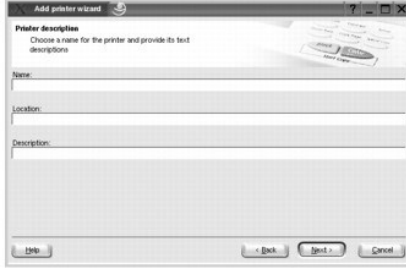 Add printer wizard
Printer description
Choose a name for the printer and provide its text
descriptions
Name:
Location:
Description:
Help
< Back
Next >
Cancel